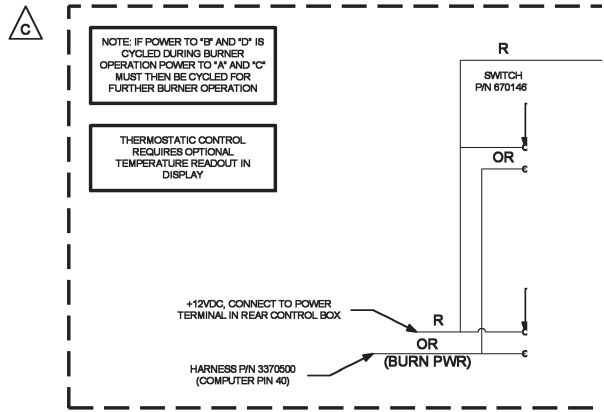 C
NOTE: IF POWER TO "B" AND "D" IS
CYCLED DURING BURNER
OPERATION POWER TO "A" AND "C"
MUST THEN BE CYCLED FOR
FURTHER BURNER OPERATION
THERMOSTATIC CONTROL
REQUIRES OPTIONAL
TEMPERATURE READOUT IN
DISPLAY
R
SWITCH
P/N 670146
OR
+12VDC, CONNECT TO POWER
TERMINAL IN REAR CONTROL BOX
R
OR
(BURN PWR)
HARNESS P/N 3370500
(COMPUTER PIN 40)